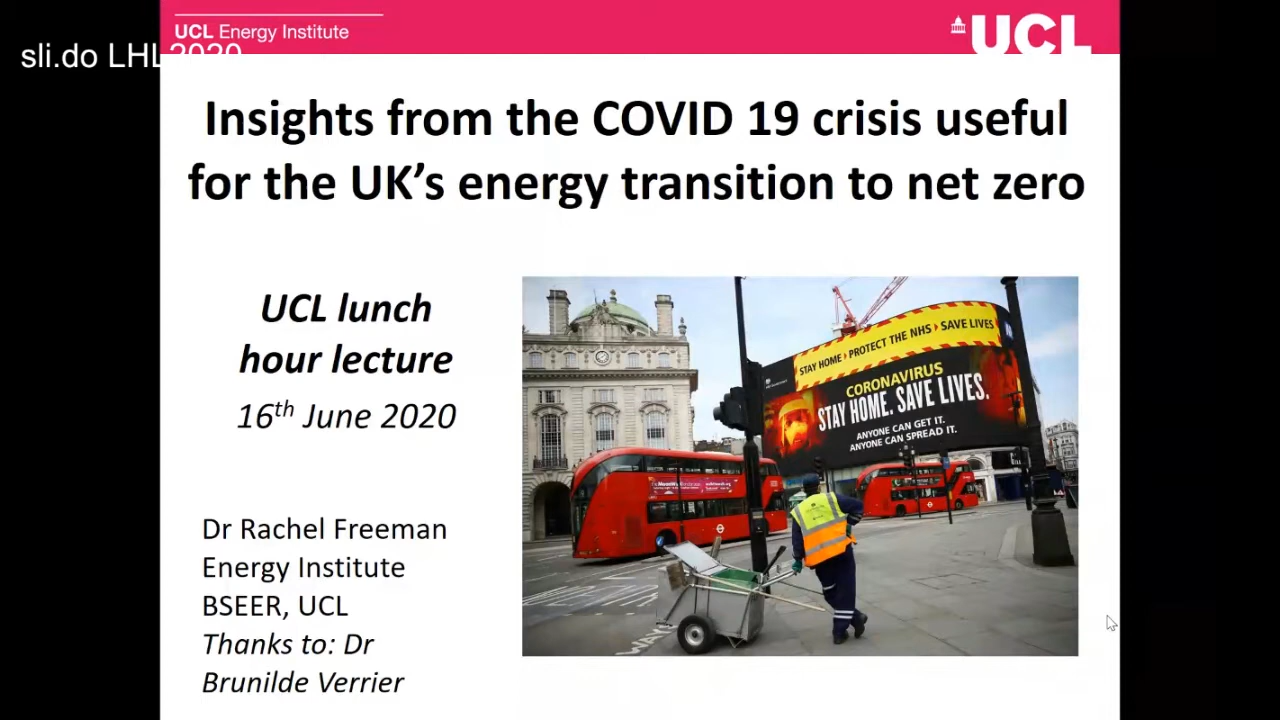 UCL Energy Institute
UCL
sli.do LHL 2020
Insights from the COVID 19 crisis useful
for the UK’s energy transition to net zero
UCL lunch
hour lecture
16th June 2020
STAY HOME PROTECT THE NHS SAVE LIVES
CORONAVIRUS
STAY HOME. SAVE LIVES.
ANYONE CAN GET IT.
ANYONE CAN SPREAD IT.
Dr Rachel Freeman
Energy Institute
BSEER, UCL
Thanks to: Dr
Brunilde Verrier